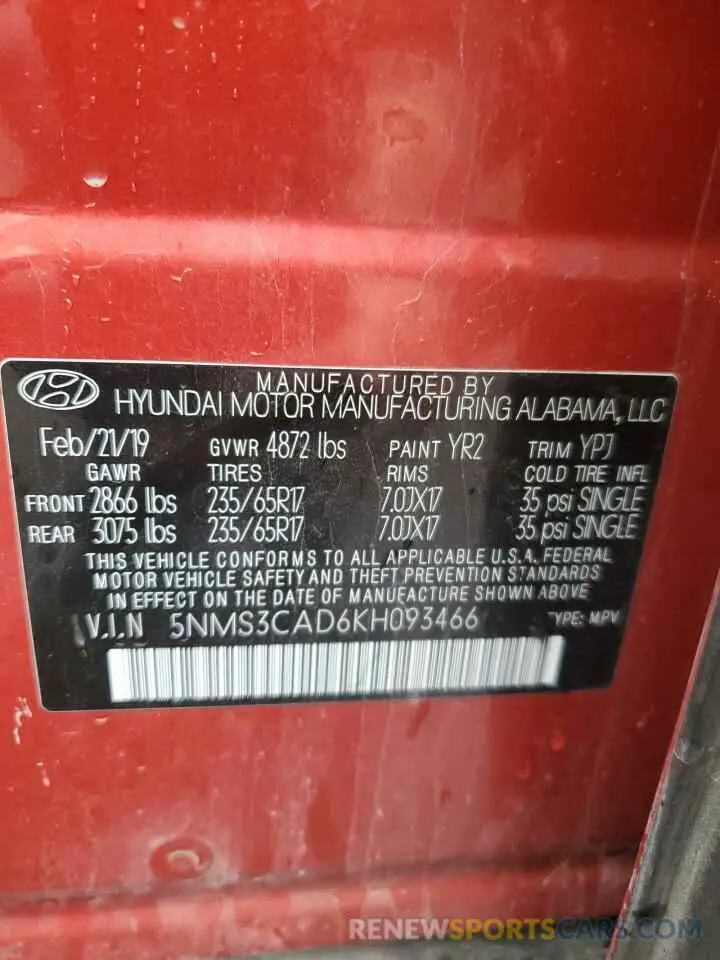 MANUFACTURED BY
HYUNDAI MOTOR MANUFACTURING ALABAMA, LLC
Feb/21/19 GVWR 4872 lbs PAINT YR2 TRIM YPJ
GAWR TIRES RIMS COLD TIRE INFL
FRONT 2866 lbs 235/65R17 7.0JX17 35 psi SINGLE
REAR 3075 lbs 235/65R17 7.0JX17 35 psi SINGLE
THIS VEHICLE CONFORMS TO ALL APPLICABLE U.S.A. FEDERAL
MOTOR VEHICLE SAFETY AND THEFT PREVENTION STANDARDS
IN EFFECT ON THE DATE OF MANUFACTURE SHOWN ABOVE
V.I.N 5NMS3CAD6KH093466 TYPE: MPV
RENEWSPORTSCARS.COM